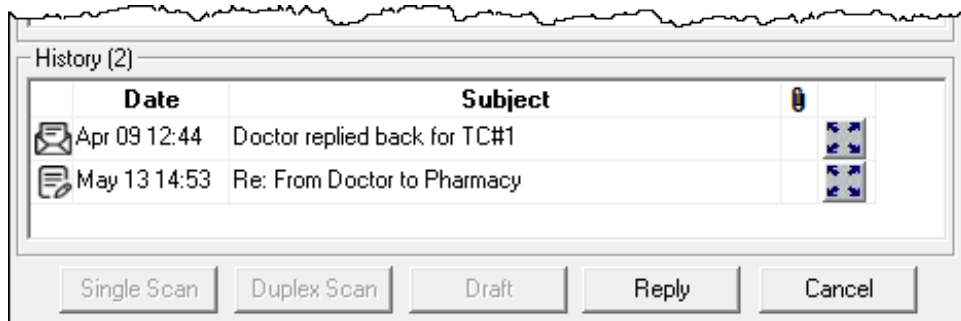 History (2)
Date Subject
Apr 09 12:44 Doctor replied back for TC#1
May 13 14:53 Re: From Doctor to Pharmacy
Single Scan Duplex Scan Draft Reply Cancel